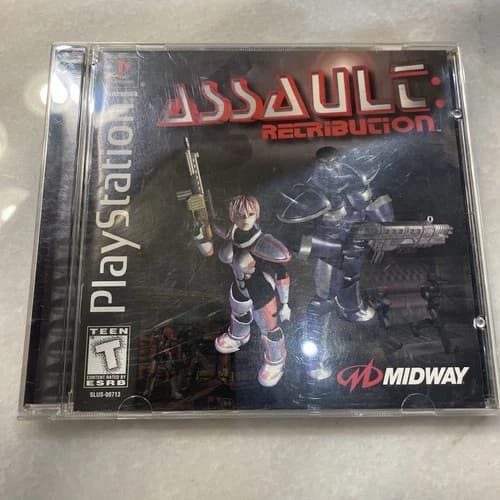 ASSAULT:
RETRIBUTION
PlayStation
TEEN
T
CONTENT RATED BY
ESRB
SLUS-00713
MIDWAY